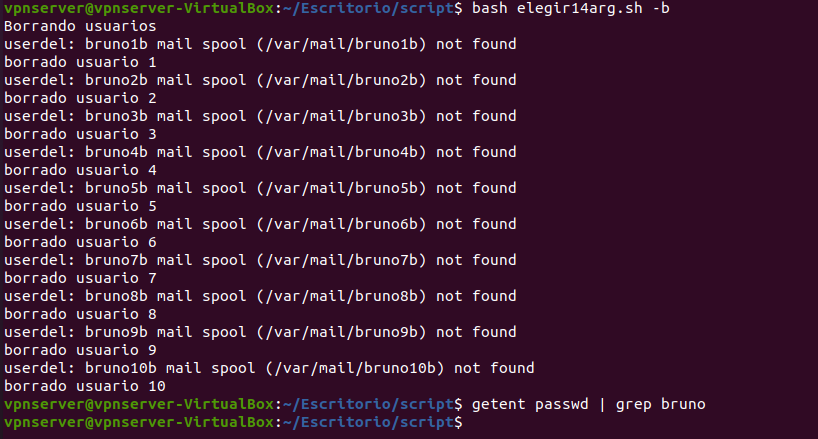 vpnserver@vpnserver-VirtualBox:~/Escritorio/script$ bash elegir14arg.sh -b
Borrando usuarios
userdel: bruno1b mail spool (/var/mail/bruno1b) not found
borrado usuario 1
userdel: bruno2b mail spool (/var/mail/bruno2b) not found
borrado usuario 2
userdel: bruno3b mail spool (/var/mail/bruno3b) not found
borrado usuario 3
userdel: bruno4b mail spool (/var/mail/bruno4b) not found
borrado usuario 4
userdel: bruno5b mail spool (/var/mail/bruno5b) not found
borrado usuario 5
userdel: bruno6b mail spool (/var/mail/bruno6b) not found
borrado usuario 6
userdel: bruno7b mail spool (/var/mail/bruno7b) not found
borrado usuario 7
userdel: bruno8b mail spool (/var/mail/bruno8b) not found
borrado usuario 8
userdel: bruno9b mail spool (/var/mail/bruno9b) not found
borrado usuario 9
userdel: bruno10b mail spool (/var/mail/bruno10b) not found
borrado usuario 10
vpnserver@vpnserver-VirtualBox:~/Escritorio/script$ getent passwd | grep bruno
vpnserver@vpnserver-VirtualBox:~/Escritorio/script$